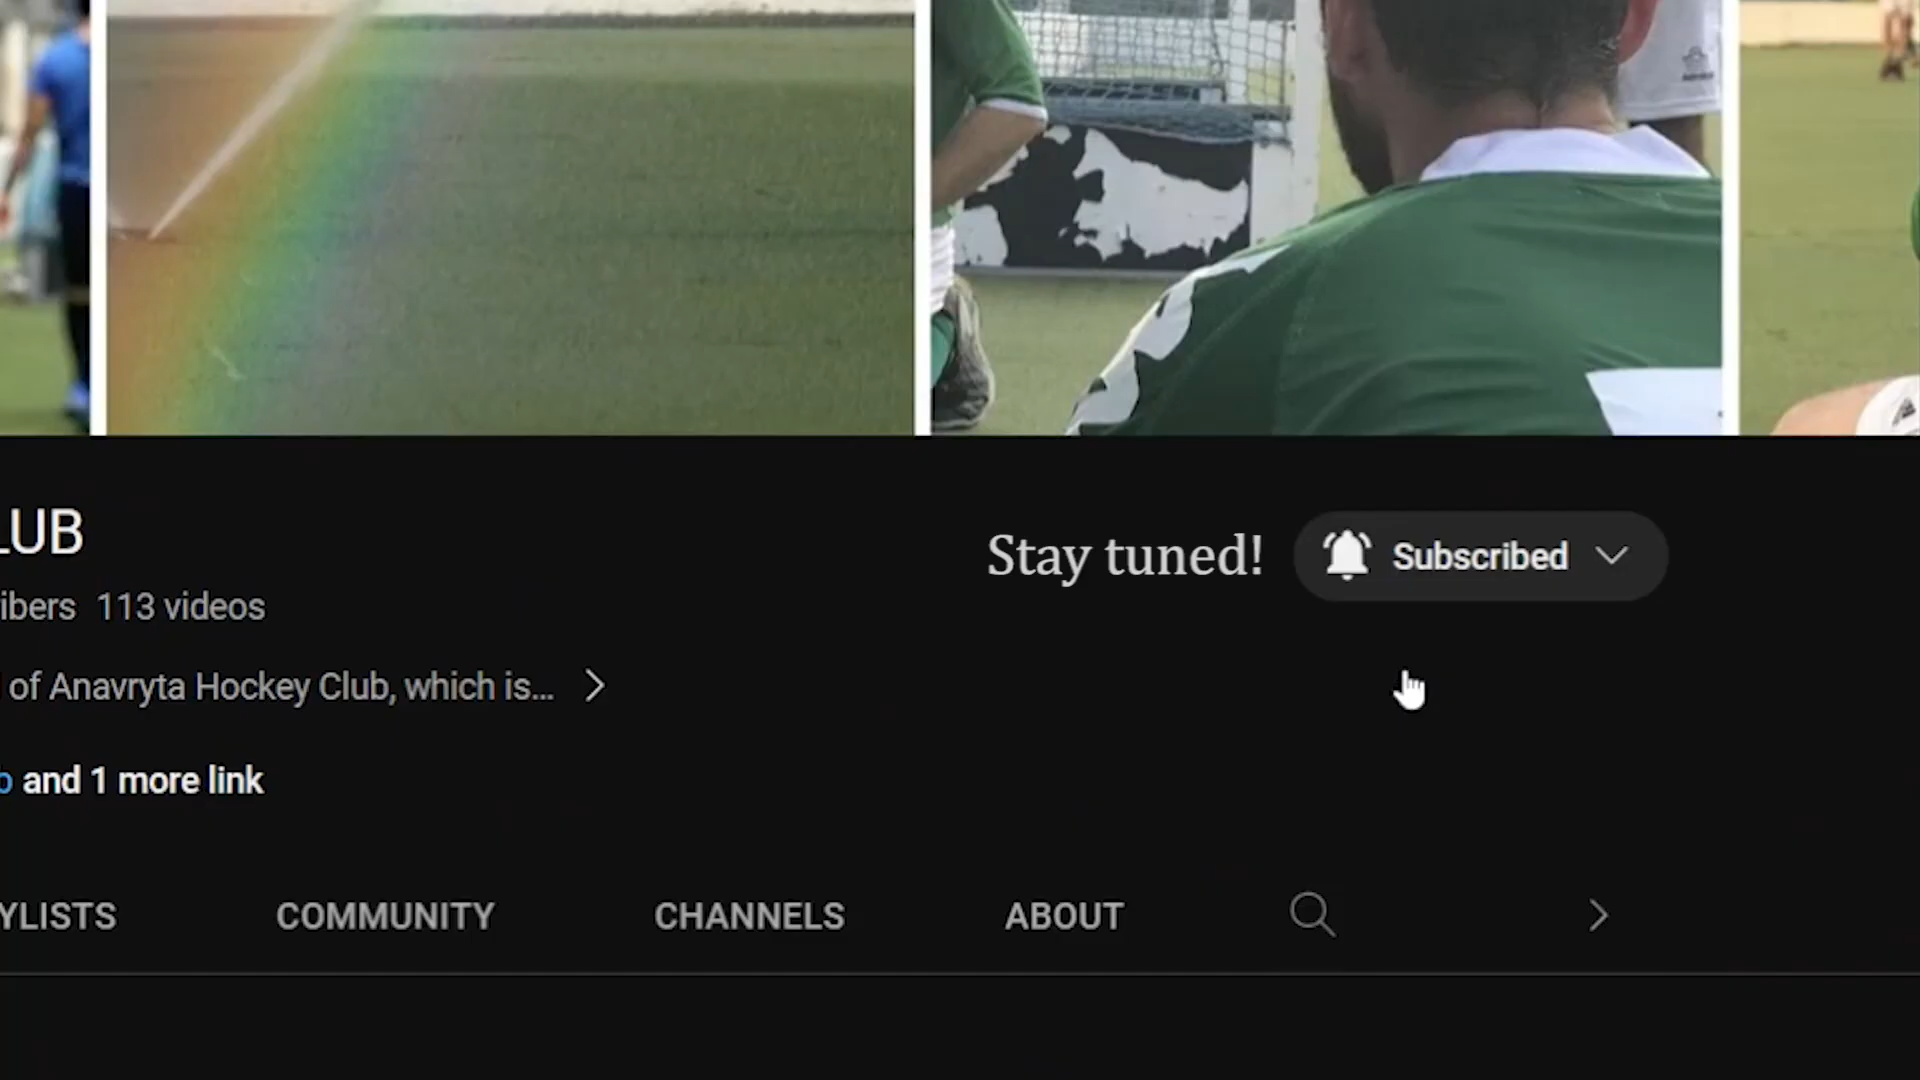 LUB
Stay tuned!
Subscribed
ibers 113 videos
of Anavryta Hockey Club, which is...
and 1 more link
YLISTS COMMUNITY CHANNELS ABOUT